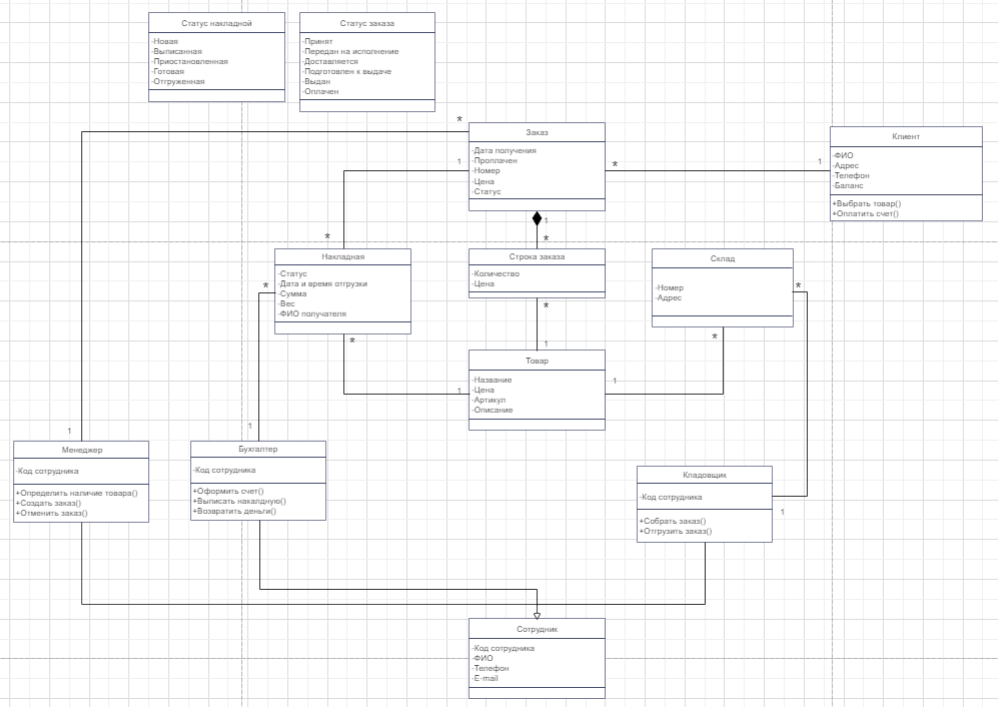 Статус накладной
-Новая
-Выписанная
-Приостановленная
-Готовая
-Отгруженная
Статус заказа
-Принят
-Передан на исполнение
-Доставляется
-Подготовлен к выдаче
-Выдан
-Оплачен
*
Заказ
-Дата получения
-Проплачен
-Номер
-Цена
-Статус
1
*
1
Клиент
-ФИО
-Адрес
-Телефон
-Баланс
+Выбрать товар()
+Оплатить счет()
1
*
*
Накладная
-Статус
-Дата и время отгрузки
-Сумма
-Вес
-ФИО получателя
*
*
Строка заказа
-Количество
-Цена
*
1
Склад
-Номер
-Адрес
*
*
Товар
-Название
-Цена
-Артикул
-Описание
1
1
1
Менеджер
-Код сотрудника
+Определить наличие товара()
+Создать заказ()
+Отменить заказ()
1
Бухгалтер
-Код сотрудника
+Оформить счет()
+Выписать накалдную()
+Возвратить деньги()
Кладовщик
-Код сотрудника
+Собрать заказ()
+Отгрузить заказ()
1
Сотрудник
-Код сотрудника
-ФИО
-Телефон
-E-mail